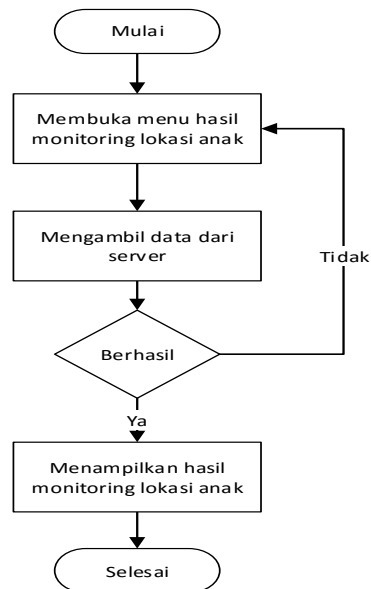 Mulai
Membuka menu hasil
monitoring lokasi anak
Mengambil data dari
server
Tidak
Berhasil
Ya
Menampilkan hasil
monitoring lokasi anak
Selesai